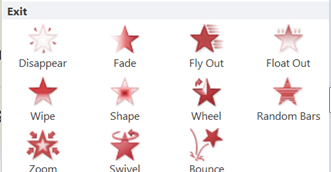 Exit
Disappear Fade Fly Out Float Out
Wipe Shape Wheel Random Bars
Zoom Swivel Bounce